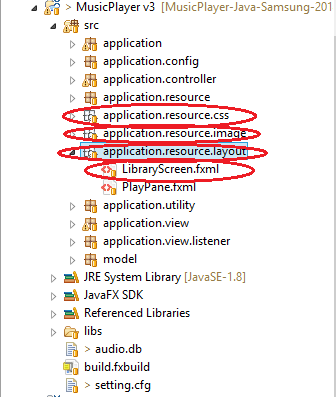 > MusicPlayer v3 [MusicPlayer-Java-Samsung-201
src
application
application.config
application.controller
application.resource
application.resource.css
application.resource.image
application.resource.layout
LibraryScreen.fxml
PlayPane.fxml
application.utility
application.view
application.view.listener
model
JRE System Library [JavaSE-1.8]
JavaFX SDK
Referenced Libraries
> libs
> audio.db
build.fxbuild
> setting.cfg